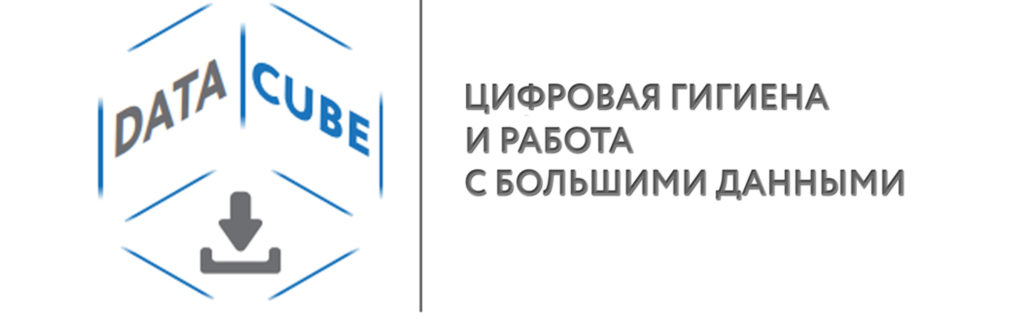 DATA CUBE
ЦИФРОВАЯ ГИГИЕНА
И РАБОТА
С БОЛЬШИМИ ДАННЫМИ